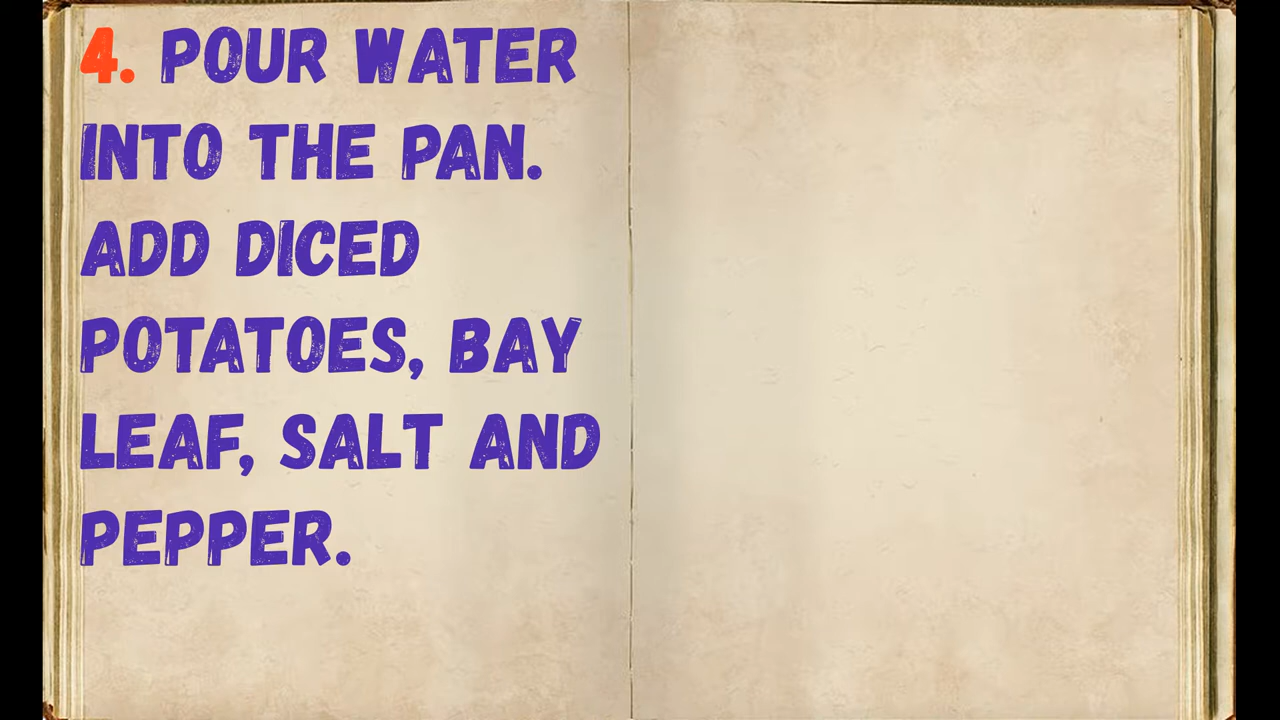 4. POUR WATER
INTO THE PAN.
ADD DICED
POTATOES, BAY
LEAF, SALT AND
PEPPER.